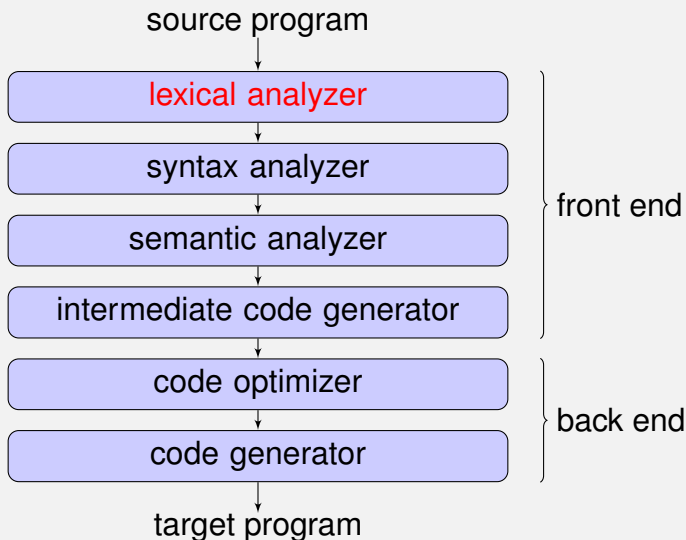 source program
lexical analyzer
syntax analyzer
semantic analyzer
intermediate code generator
front end
code optimizer
code generator
back end
target program